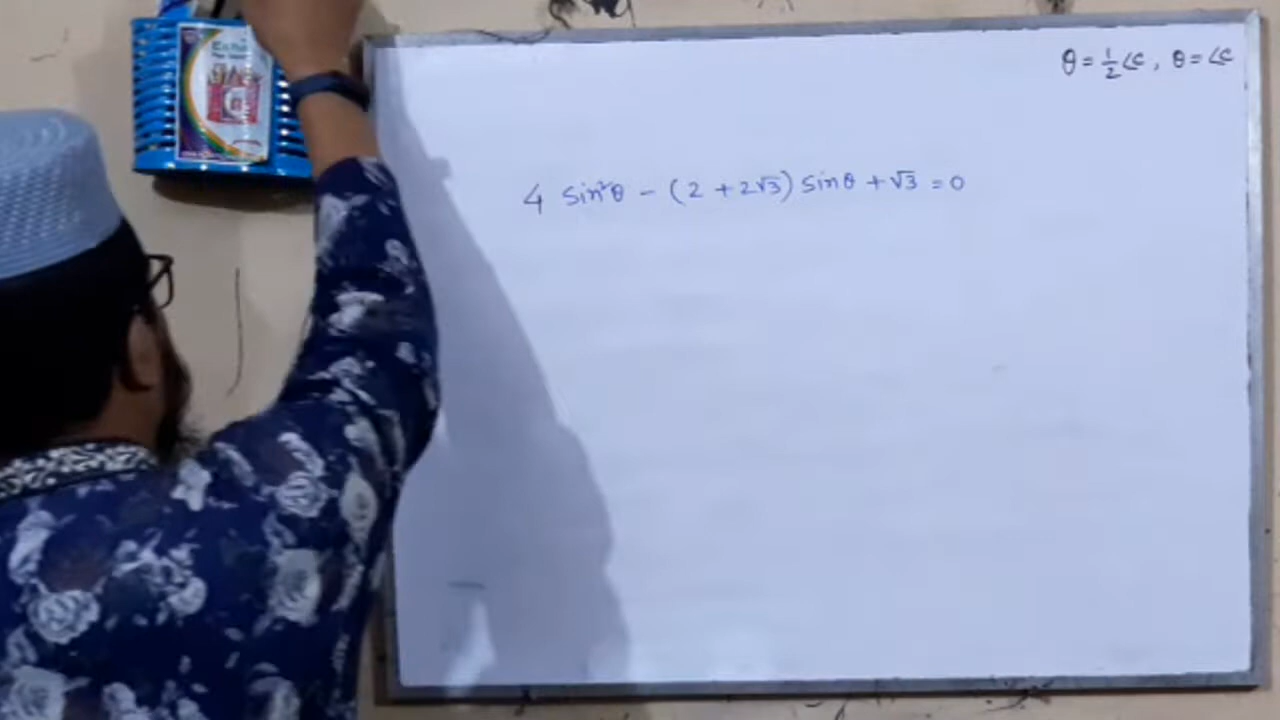 θ = 1/2 ∠C, θ = ∠C
4 sin²θ - (2 + 2√3) sinθ + √3 = 0